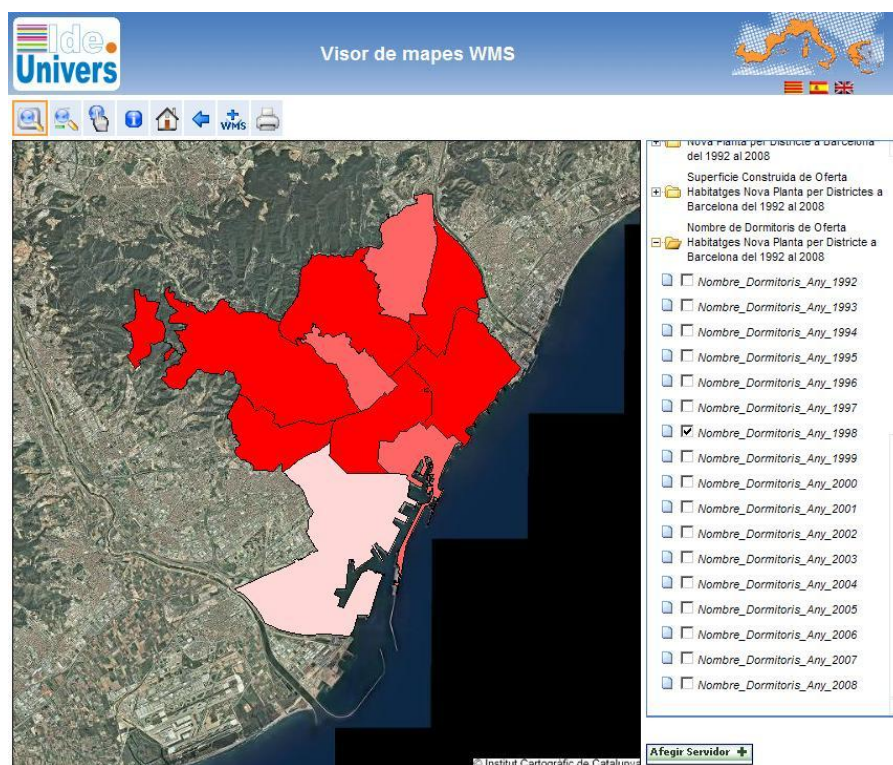 Ide.
Univers
Visor de mapes WMS
WMS
Nova Planta per Districte a Barcelona
del 1992 al 2008
Superficie Construida de Oferta
Habitatges Nova Planta per Districtes a
Barcelona del 1992 al 2008
Nombre de Dormitoris de Oferta
Habitatges Nova Planta per Districte a
Barcelona del 1992 al 2008
Nombre_Dormitoris_Any_1992
Nombre_Dormitoris_Any_1993
Nombre_Dormitoris_Any_1994
Nombre_Dormitoris_Any_1995
Nombre_Dormitoris_Any_1996
Nombre_Dormitoris_Any_1997
Nombre_Dormitoris_Any_1998
Nombre_Dormitoris_Any_1999
Nombre_Dormitoris_Any_2000
Nombre_Dormitoris_Any_2001
Nombre_Dormitoris_Any_2002
Nombre_Dormitoris_Any_2003
Nombre_Dormitoris_Any_2004
Nombre_Dormitoris_Any_2005
Nombre_Dormitoris_Any_2006
Nombre_Dormitoris_Any_2007
Nombre_Dormitoris_Any_2008
Afegir Servidor +
© Institut Cartogràfic de Catalunya